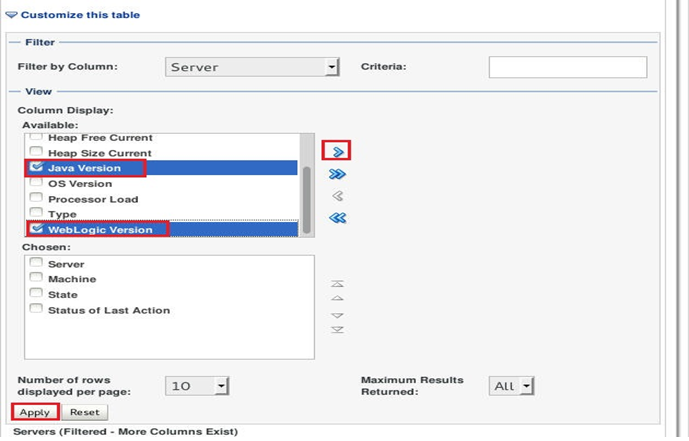 Customize this table
Filter
Filter by Column: Server Criteria:
View
Column Display:
Available:
Heap Free Current
Heap Size Current
Java Version
OS Version
Processor Load
Type
WebLogic Version
Chosen:
Server
Machine
State
Status of Last Action
Number of rows
displayed per page: 10
Maximum Results
Returned: All
Apply Reset
Servers (Filtered - More Columns Exist)